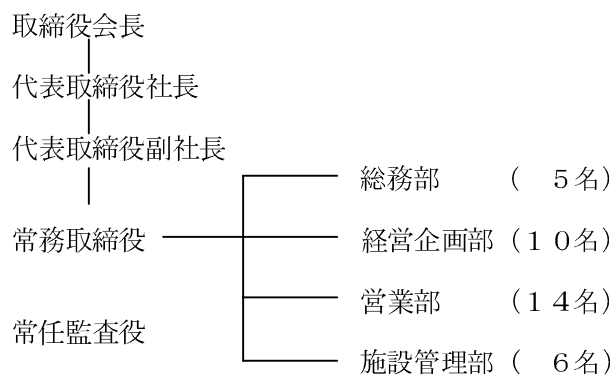 取締役会長
代表取締役社長
代表取締役副社長
総務部 （ ５名）
常務取締役 経営企画部（１０名）
営業部 （１４名）
常任監査役
施設管理部（ ６名）